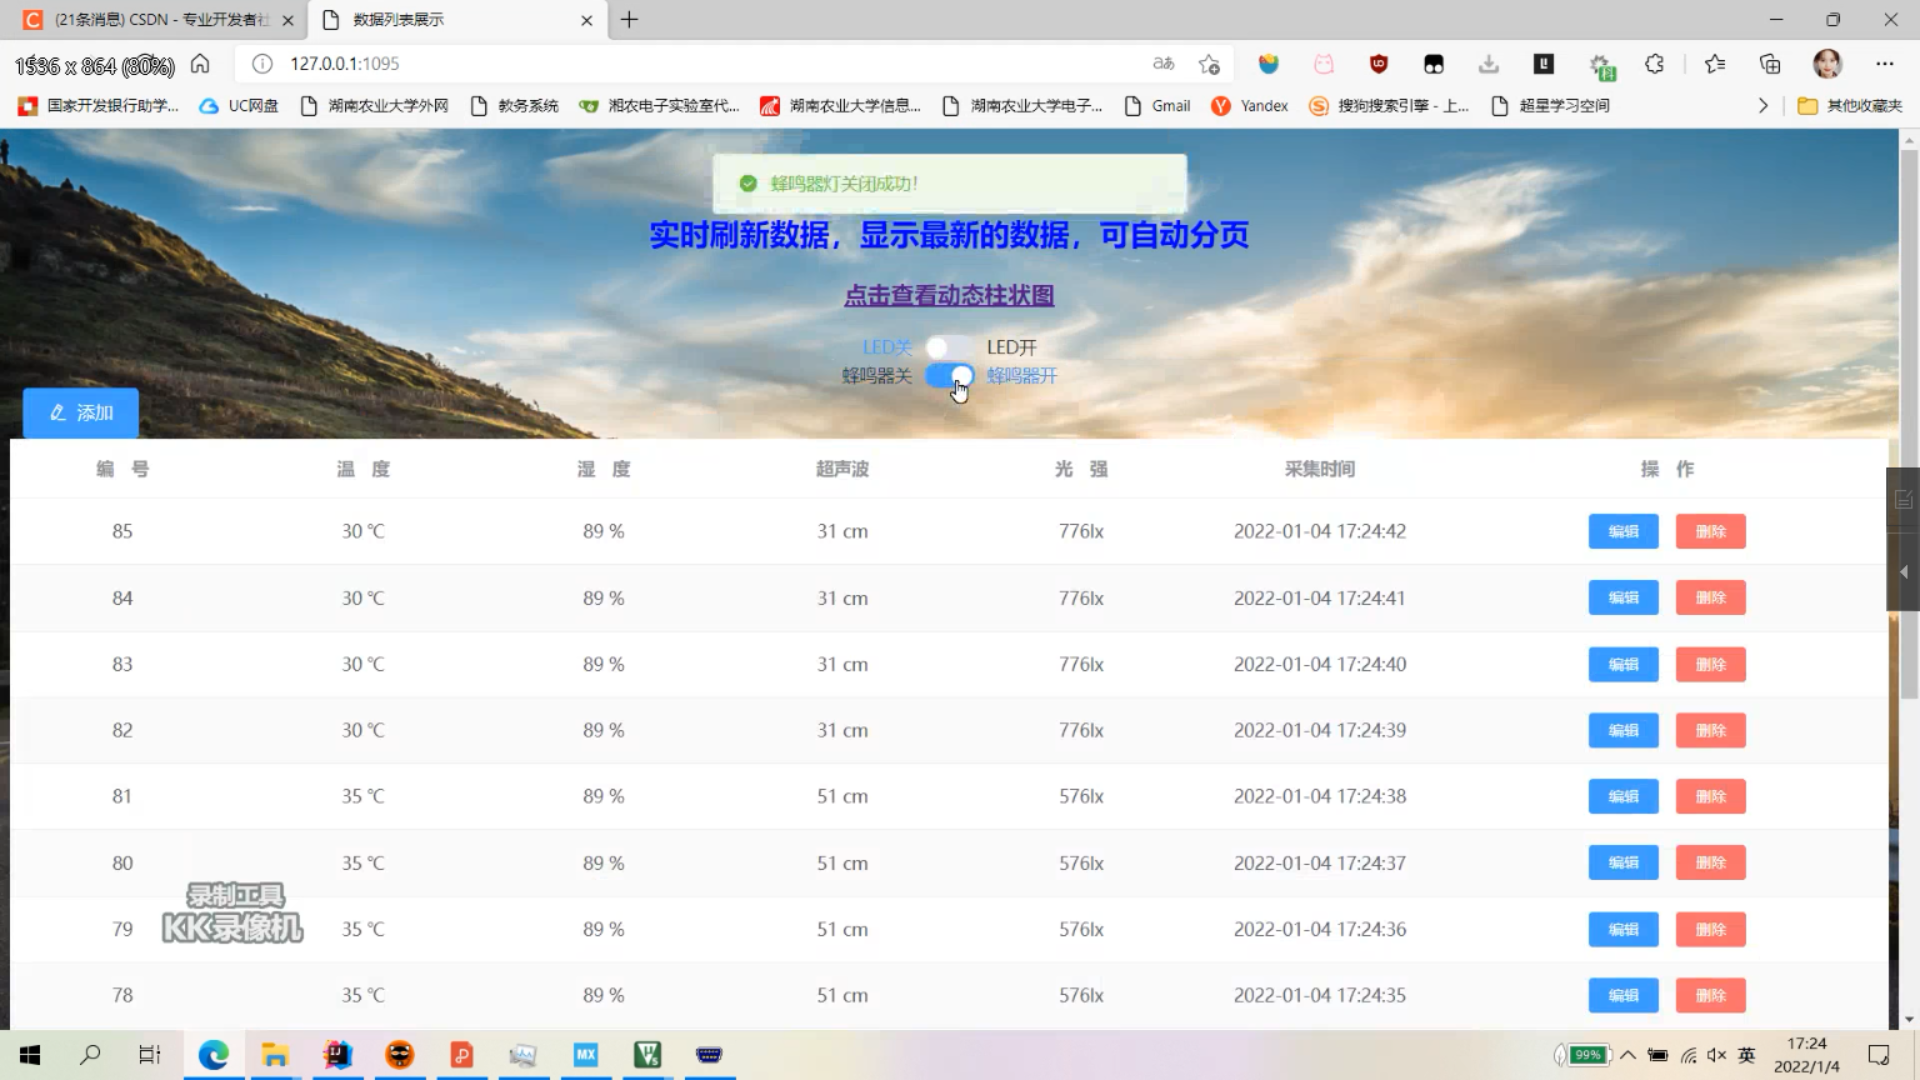 (21条消息) CSDN - 专业开发者社
数据列表展示
1536 x 864 (80%)
127.0.0.1:1095
国家开发银行助学...
UC网盘
湖南农业大学外网
教务系统
湘农电子实验室代...
湖南农业大学信息...
湖南农业大学电子...
Gmail
Yandex
搜狗搜索引擎 - 上...
超星学习空间
其他收藏夹
蜂鸣器灯关闭成功!
实时刷新数据，显示最新的数据，可自动分页
点击查看动态柱状图
LED关 LED开
蜂鸣器关 蜂鸣器开
添加
编 号 温 度 湿 度 超声波 光 强 采集时间 操 作
85 30 ℃ 89 % 31 cm 776lx 2022-01-04 17:24:42 编辑 删除
84 30 ℃ 89 % 31 cm 776lx 2022-01-04 17:24:41 编辑 删除
83 30 ℃ 89 % 31 cm 776lx 2022-01-04 17:24:40 编辑 删除
82 30 ℃ 89 % 31 cm 776lx 2022-01-04 17:24:39 编辑 删除
81 35 ℃ 89 % 51 cm 576lx 2022-01-04 17:24:38 编辑 删除
80 35 ℃ 89 % 51 cm 576lx 2022-01-04 17:24:37 编辑 删除
79 35 ℃ 89 % 51 cm 576lx 2022-01-04 17:24:36 编辑 删除
78 35 ℃ 89 % 51 cm 576lx 2022-01-04 17:24:35 编辑 删除
录制工具
KK录像机
99%
英
17:24
2022/1/4